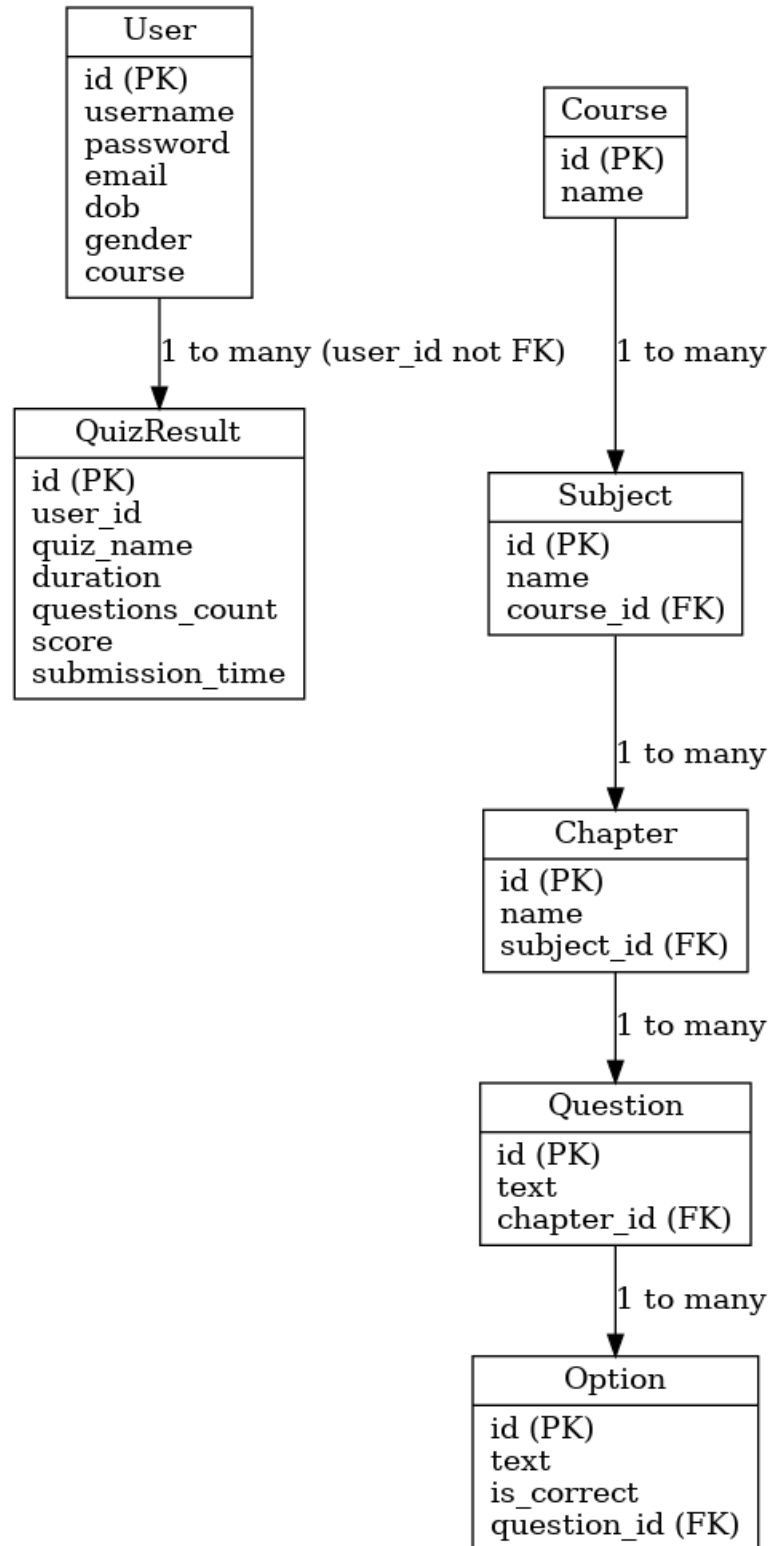 User
id (PK)
username
password
email
dob
gender
course
1 to many (user_id not FK)
QuizResult
id (PK)
user_id
quiz_name
duration
questions_count
score
submission_time
Course
id (PK)
name
1 to many
Subject
id (PK)
name
course_id (FK)
1 to many
Chapter
id (PK)
name
subject_id (FK)
1 to many
Question
id (PK)
text
chapter_id (FK)
1 to many
Option
id (PK)
text
is_correct
question_id (FK)